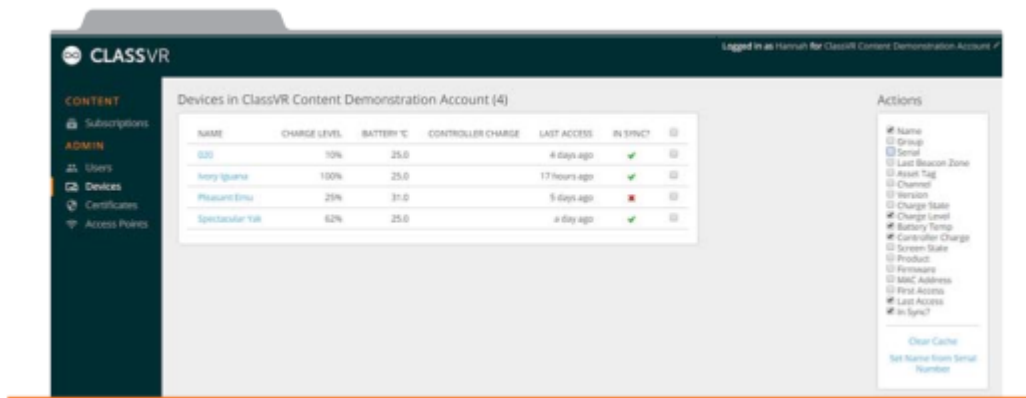 CLASSVR
Logged in as Hannah for ClassVR Content Demonstration Account
CONTENT
Subscriptions
ADMIN
Users
Devices
Certificates
Access Points
Devices in ClassVR Content Demonstration Account (4)
NAME CHARGE LEVEL BATTERY °C CONTROLLER CHARGE LAST ACCESS IN SYNC?
020 10% 25.0 4 days ago
Ivory Iguana 100% 25.0 17 hours ago
Pleasant Emu 25% 31.0 5 days ago
Spectacular Yak 62% 25.0 a day ago
Actions
Name
Group
Serial
Last Beacon Zone
Asset Tag
Channel
Version
Charge State
Charge Level
Battery Temp
Controller Charge
Screen State
Product
Firmware
MAC Address
First Access
Last Access
In Sync?
Clear Cache
Set Name from Serial
Number